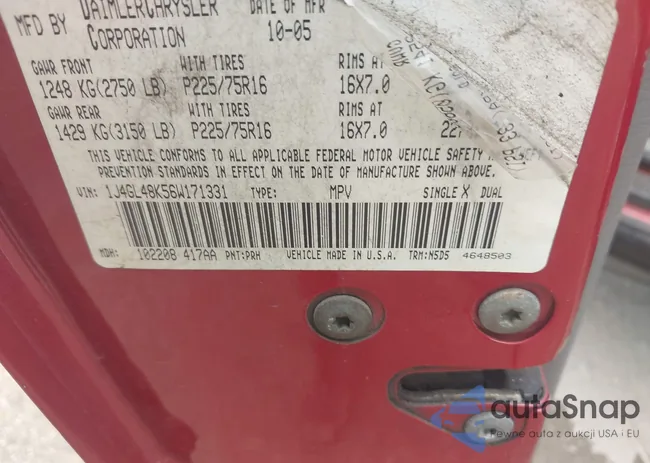 MFD BY DAIMLERCHRYSLER CORPORATION
DATE OF MFR 10-05
GAWR FRONT WITH TIRES RIMS AT
1248 KG(2750 LB) P225/75R16 16X7.0
GAWR REAR WITH TIRES RIMS AT
1429 KG(3150 LB) P225/75R16 16X7.0 227
THIS VEHICLE CONFORMS TO ALL APPLICABLE FEDERAL MOTOR VEHICLE SAFETY
PREVENTION STANDARDS IN EFFECT ON THE DATE OF MANUFACTURE SHOWN ABOVE.
VIN: 1J4GL48K56W171331 TYPE: MPV SINGLE X DUAL
MDH: 102208 417AA PNT:PRH VEHICLE MADE IN U.S.A. TRM:N5D5 4648503
autaSnap
Pewne auta z aukcji USA i EU